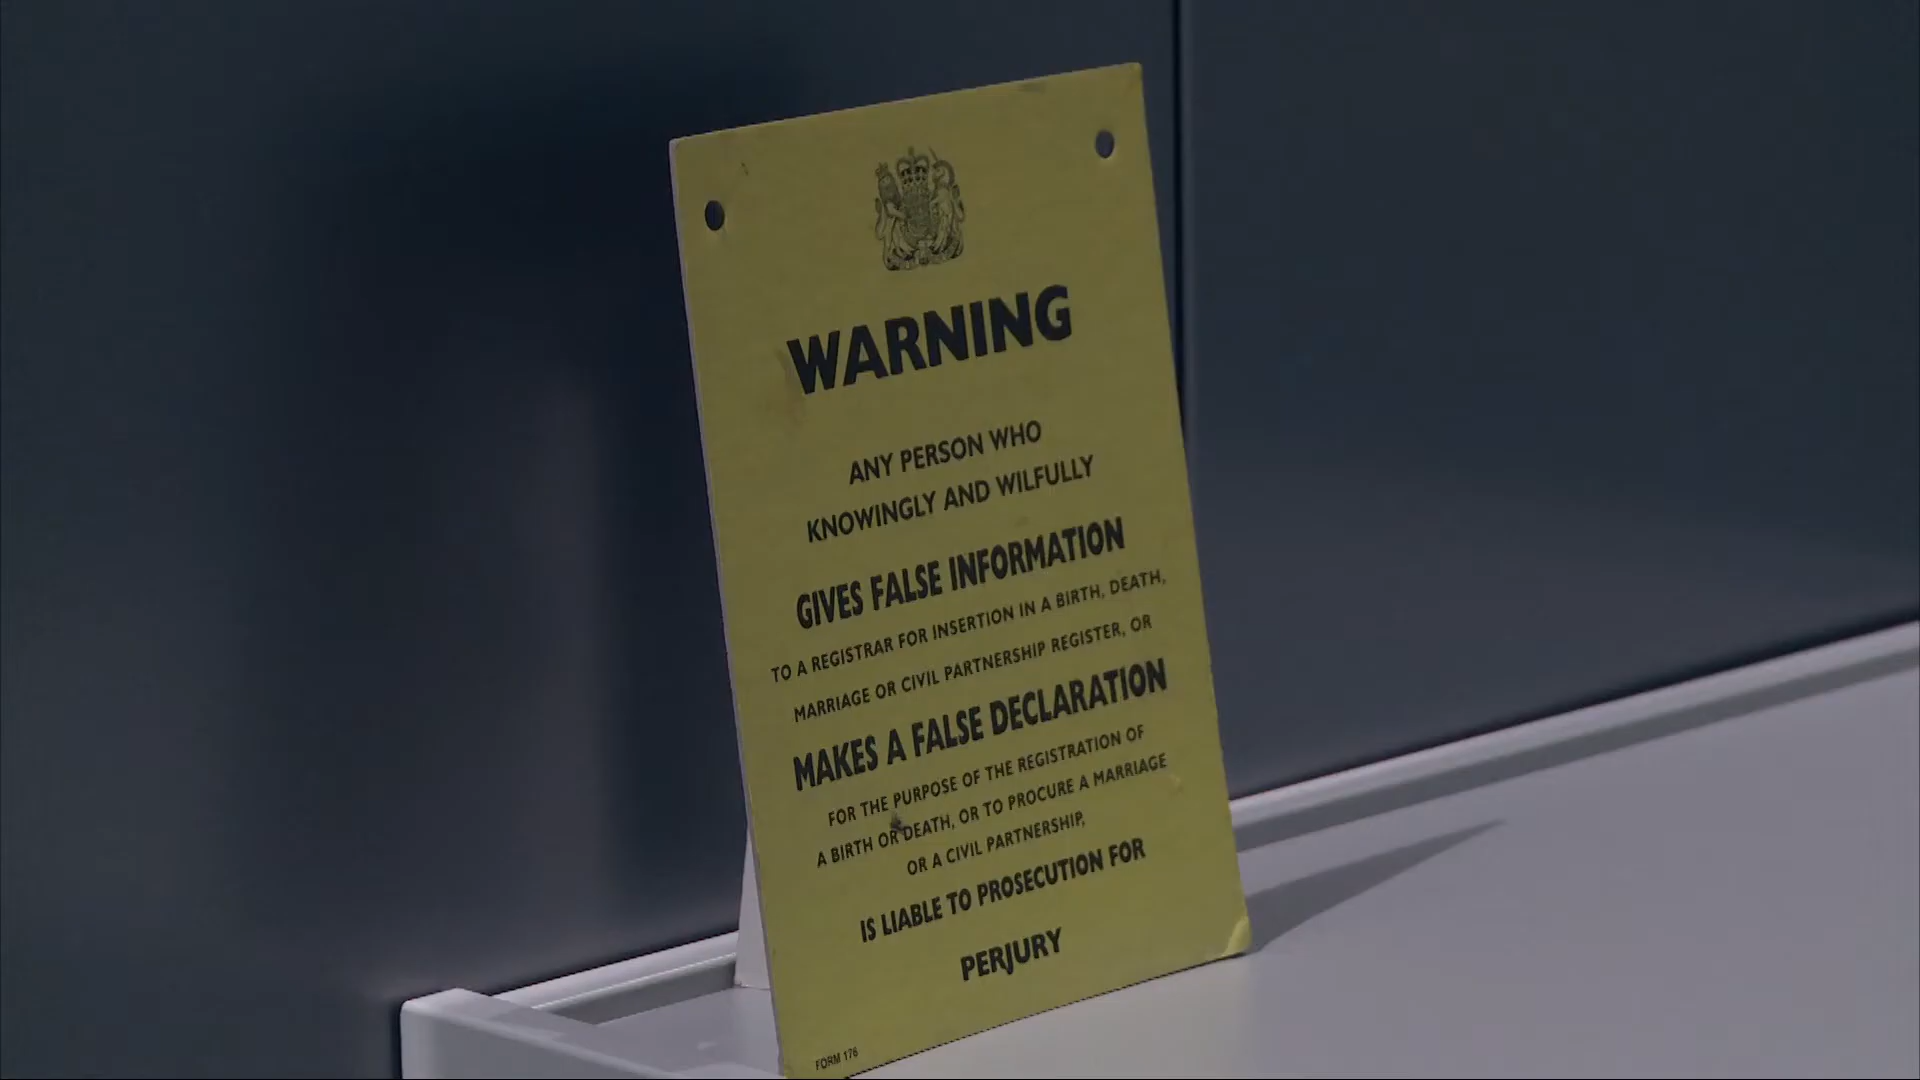 WARNING
ANY PERSON WHO
KNOWINGLY AND WILFULLY
GIVES FALSE INFORMATION
TO A REGISTRAR FOR INSERTION IN A BIRTH, DEATH,
MARRIAGE OR CIVIL PARTNERSHIP REGISTER, OR
MAKES A FALSE DECLARATION
FOR THE PURPOSE OF THE REGISTRATION OF
A BIRTH OR DEATH, OR TO PROCURE A MARRIAGE
OR A CIVIL PARTNERSHIP,
IS LIABLE TO PROSECUTION FOR
PERJURY
FORM 176